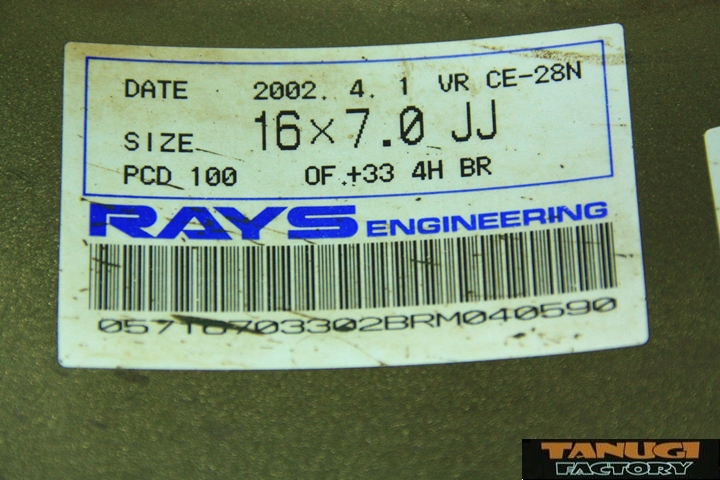 DATE 2002. 4. 1 VR CE-28N
SIZE 16×7.0 JJ
PCD 100 OF.+33 4H BR
RAYS ENGINEERING
05716703302BRM040590
TANUGI
FACTORY